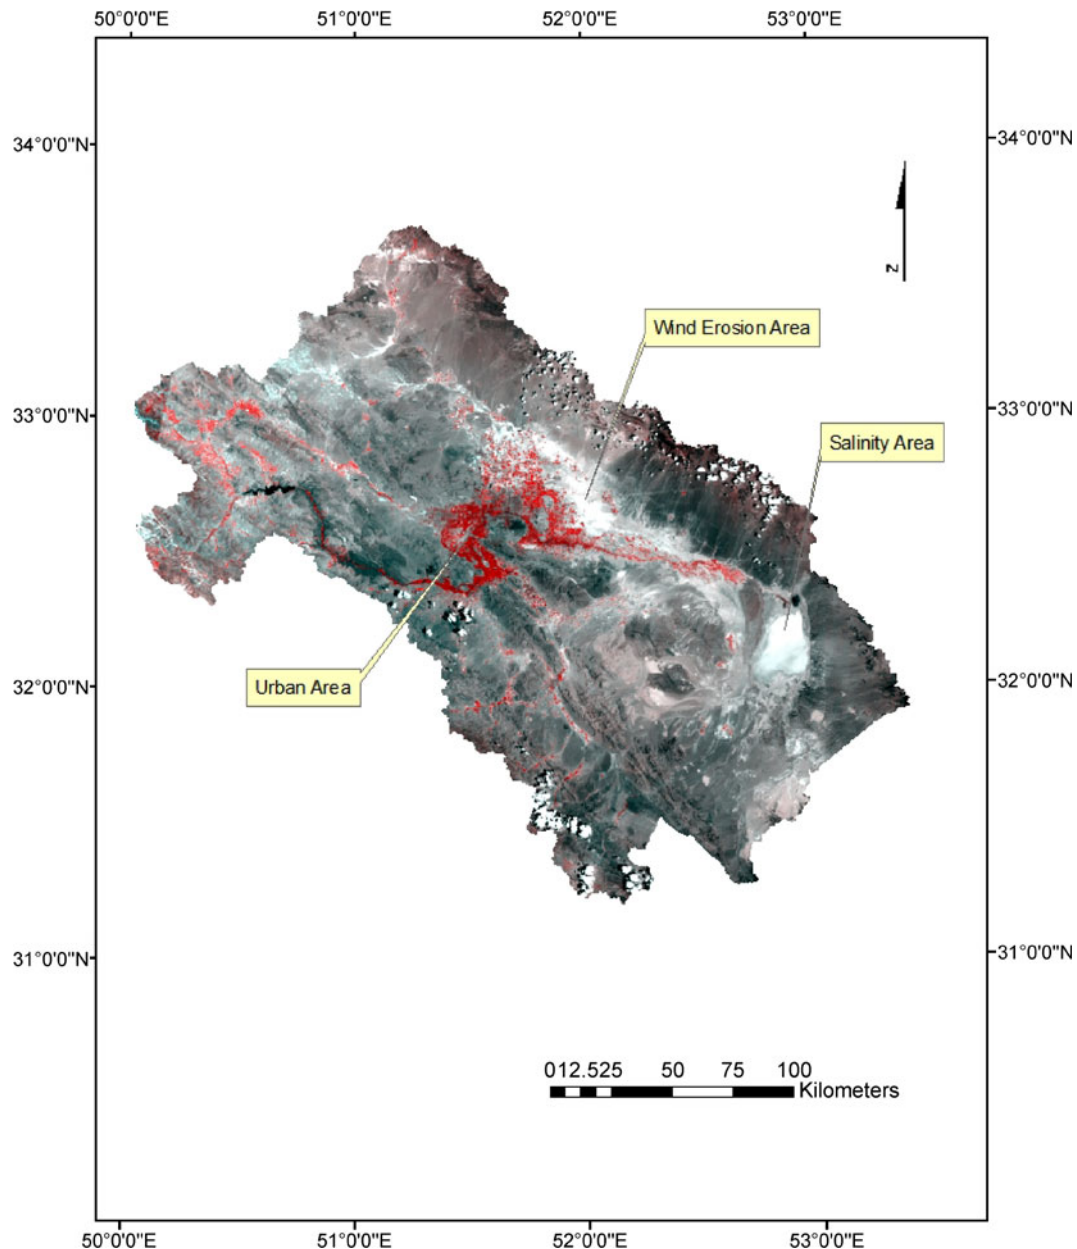 50°0'0"E 51°0'0"E 52°0'0"E 53°0'0"E
34°0'0"N 34°0'0"N
N
Wind Erosion Area
33°0'0"N 33°0'0"N
Salinity Area
Urban Area
32°0'0"N 32°0'0"N
31°0'0"N 31°0'0"N
012.525 50 75 100
Kilometers
50°0'0"E 51°0'0"E 52°0'0"E 53°0'0"E